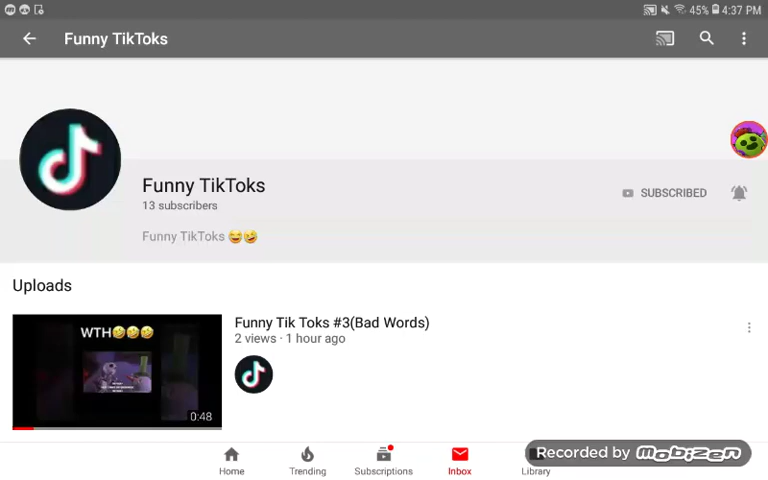 45% 4:37 PM
Funny TikToks
Funny TikToks
SUBSCRIBED
13 subscribers
Funny TikToks 😂🤣
Uploads
WTH🤣🤣🤣
0:48
Funny Tik Toks #3(Bad Words)
2 views · 1 hour ago
Home
Trending
Subscriptions
Inbox
Library
Recorded by mobizen